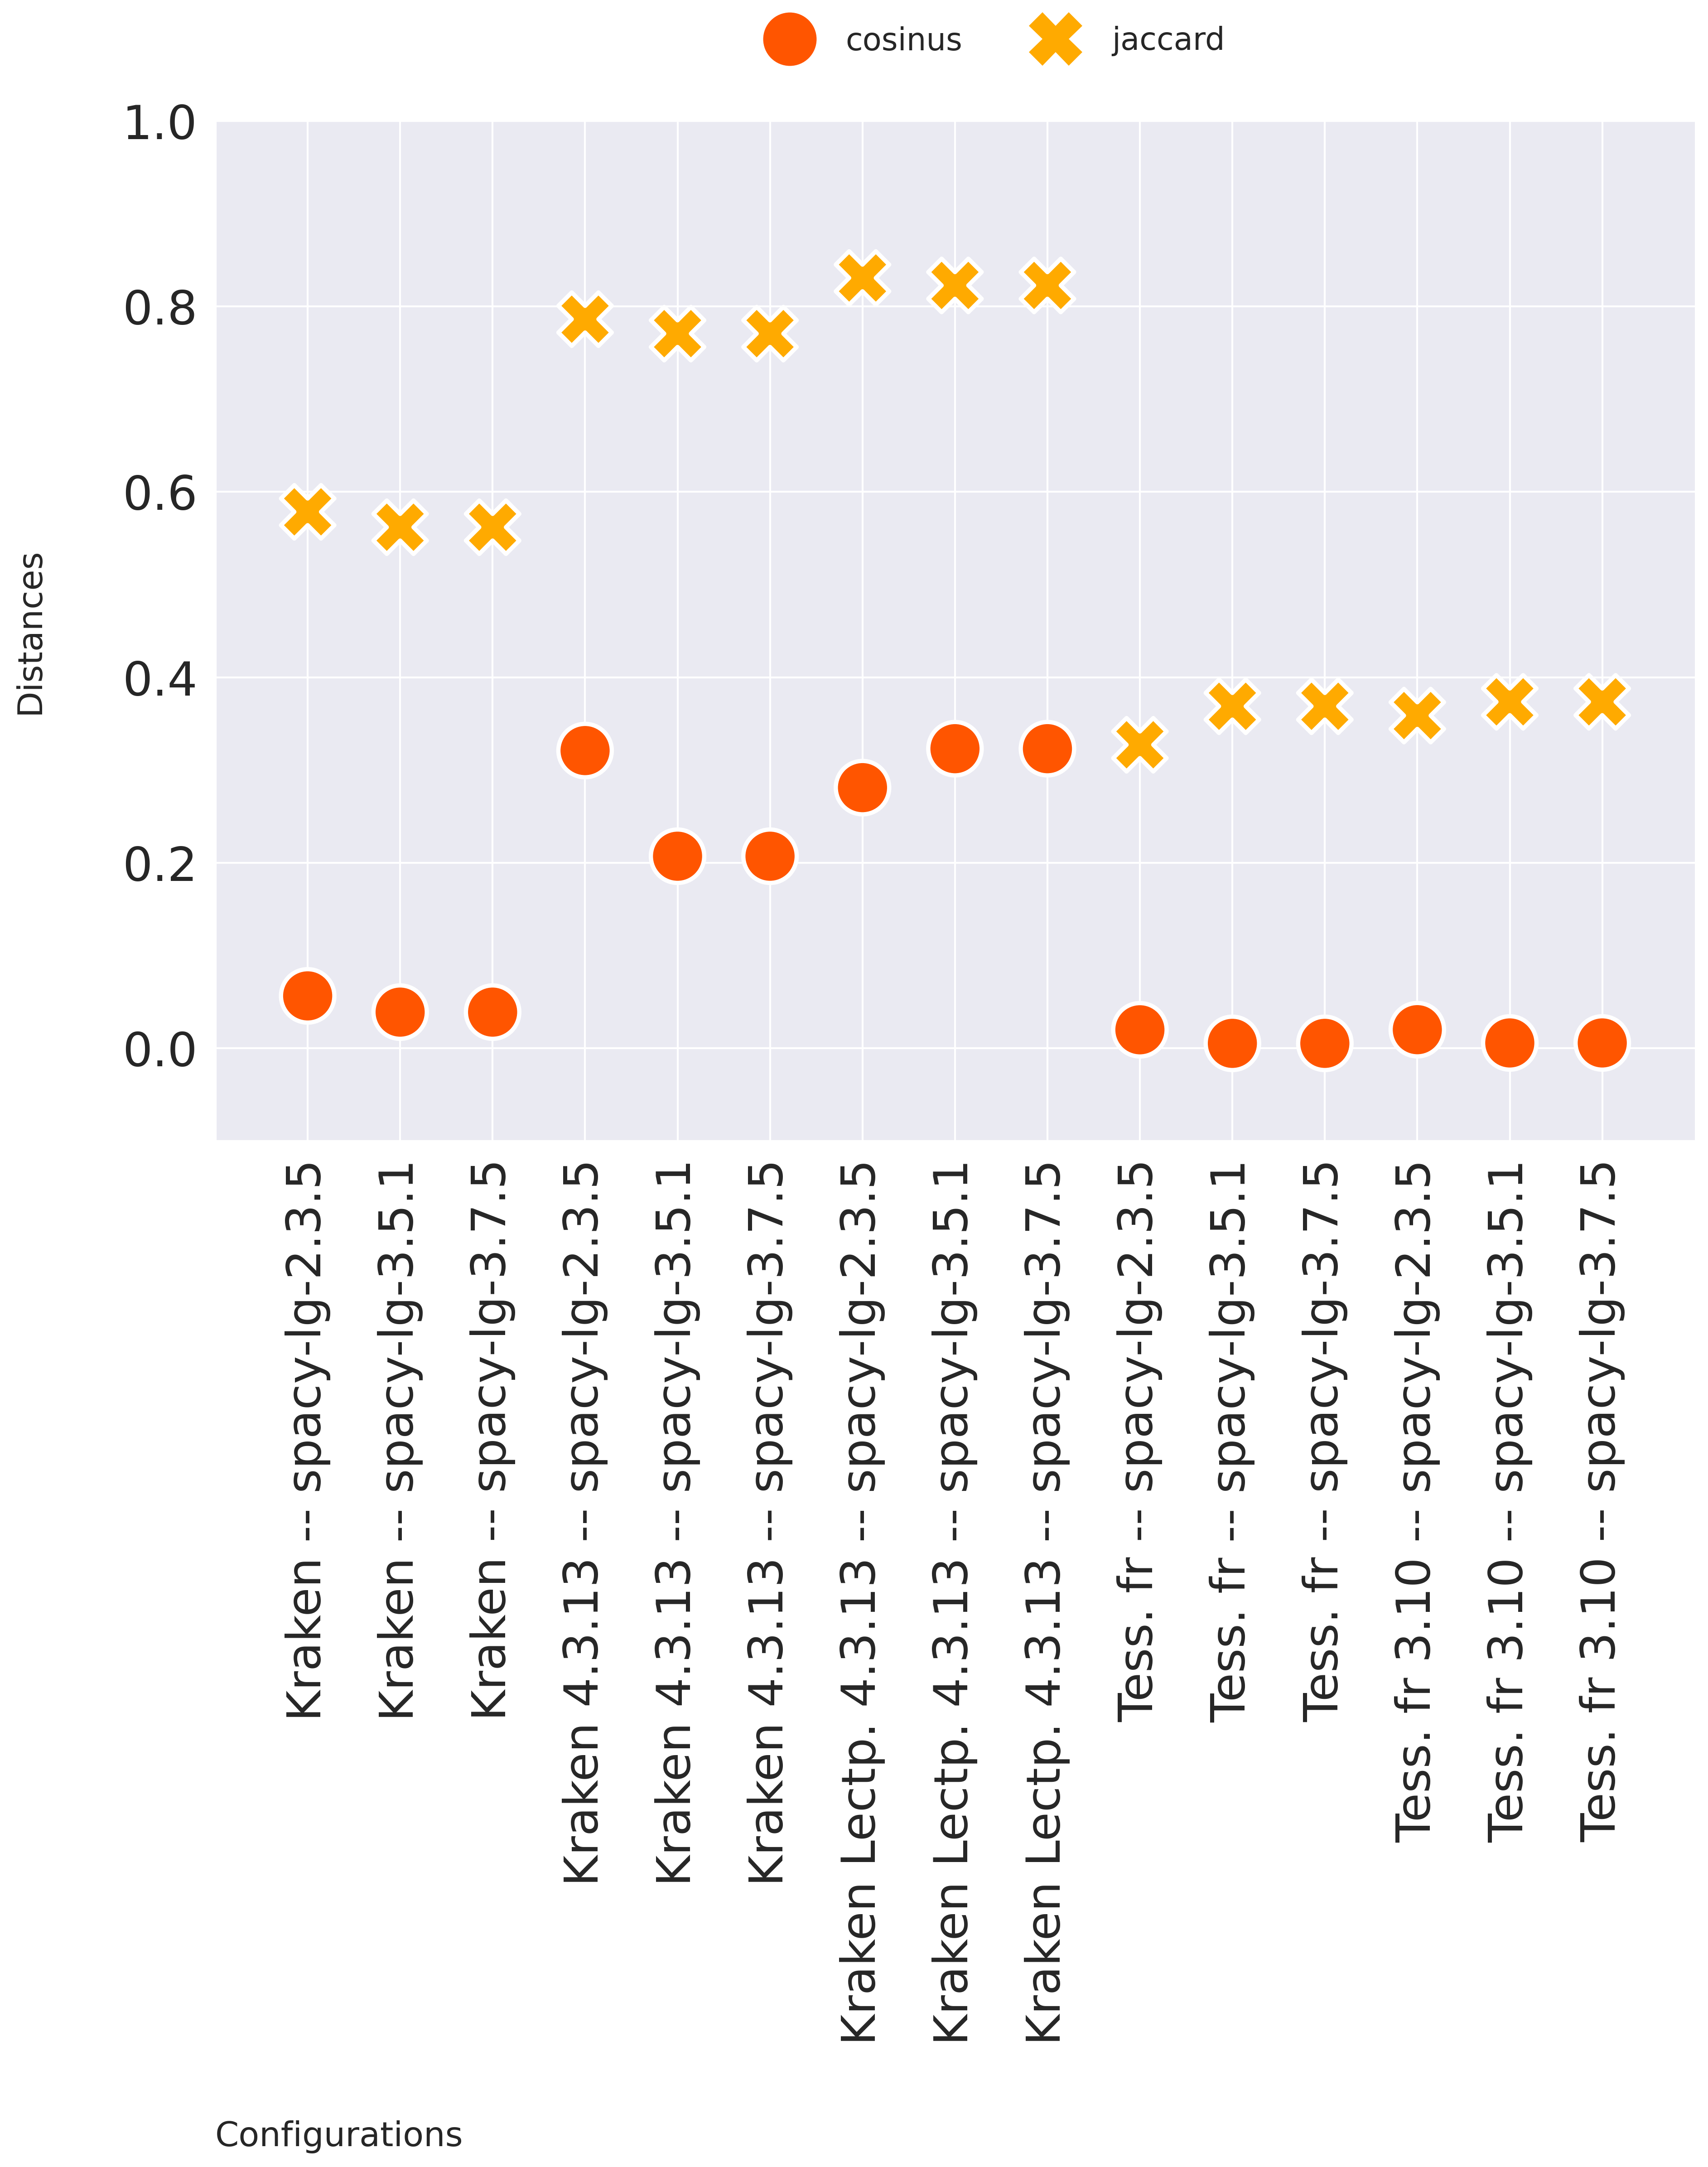 cosinus
jaccard
1.0
0.8
0.6
0.4
0.2
0.0
Distances
Kraken -- spacy-lg-2.3.5
Kraken -- spacy-lg-3.5.1
Kraken -- spacy-lg-3.7.5
Kraken 4.3.13 -- spacy-lg-2.3.5
Kraken 4.3.13 -- spacy-lg-3.5.1
Kraken 4.3.13 -- spacy-lg-3.7.5
Kraken Lectp. 4.3.13 -- spacy-lg-2.3.5
Kraken Lectp. 4.3.13 -- spacy-lg-3.5.1
Kraken Lectp. 4.3.13 -- spacy-lg-3.7.5
Tess. fr -- spacy-lg-2.3.5
Tess. fr -- spacy-lg-3.5.1
Tess. fr -- spacy-lg-3.7.5
Tess. fr 3.10 -- spacy-lg-2.3.5
Tess. fr 3.10 -- spacy-lg-3.5.1
Tess. fr 3.10 -- spacy-lg-3.7.5
Configurations